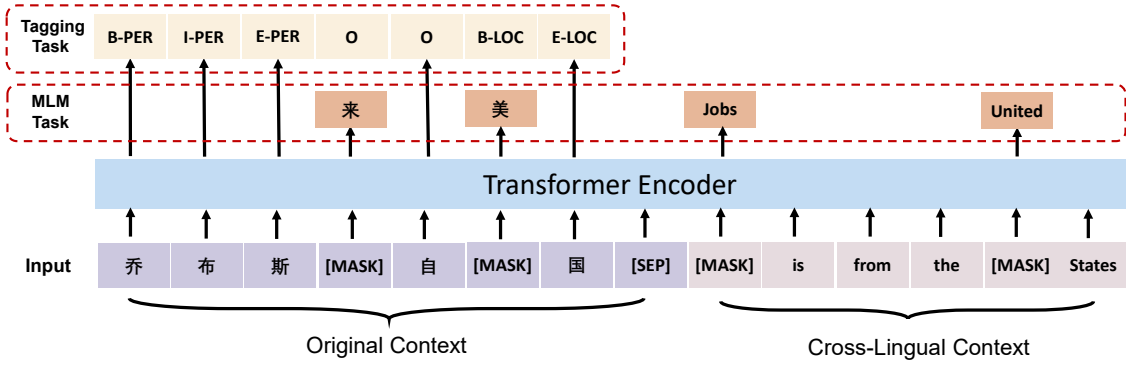 Tagging Task B-PER I-PER E-PER O O B-LOC E-LOC
MLM Task 来 美 Jobs United
Transformer Encoder
Input 乔 布 斯 [MASK] 自 [MASK] 国 [SEP] [MASK] is from the [MASK] States
Original Context Cross-Lingual Context